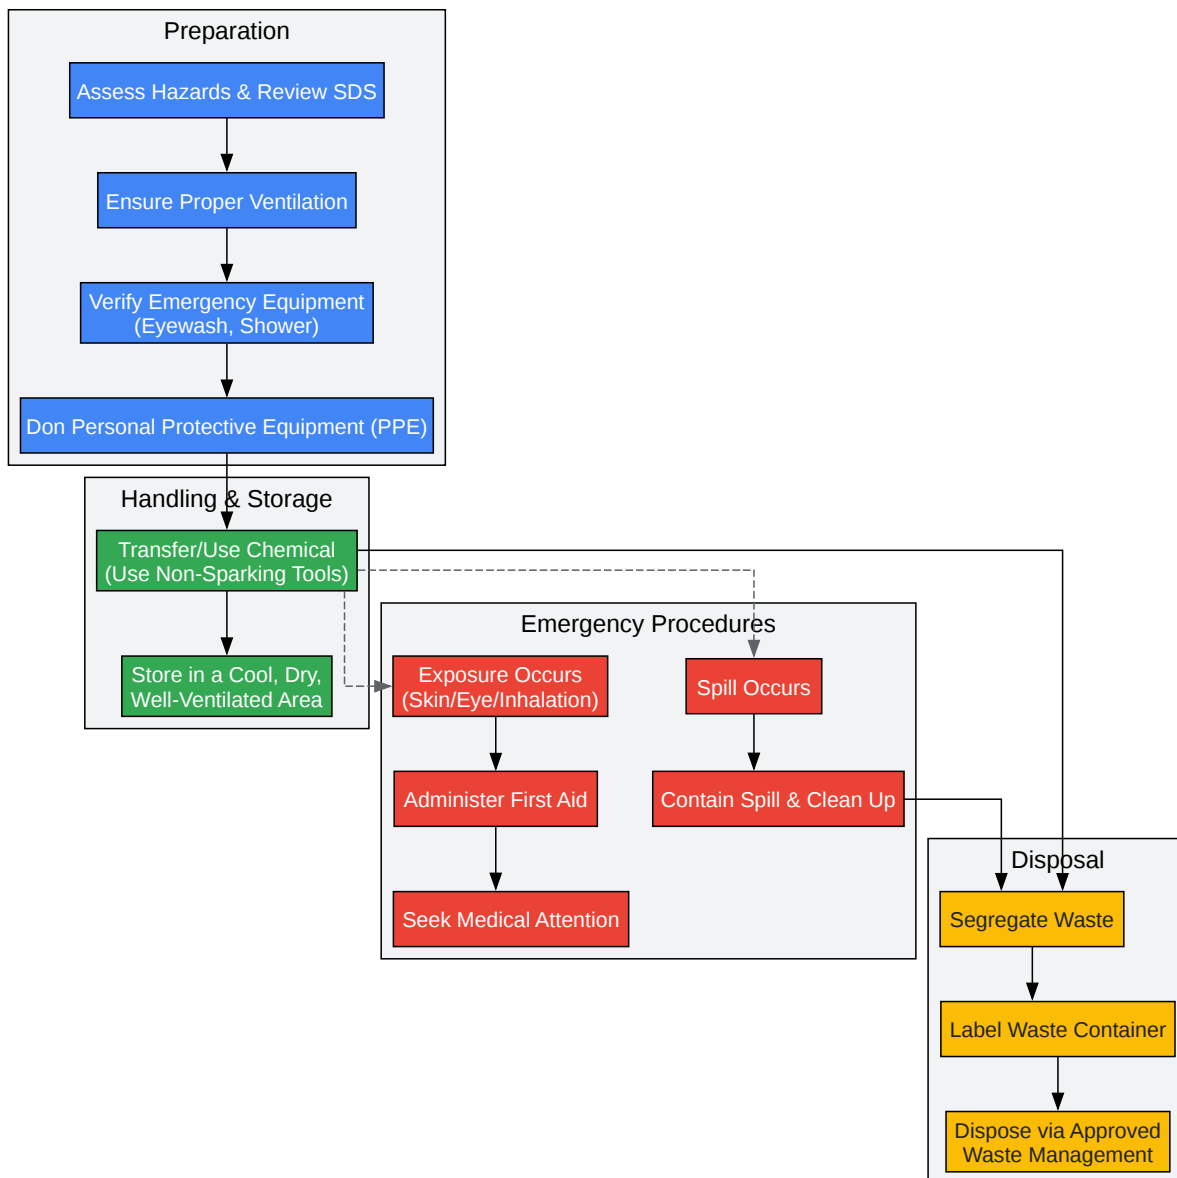 Preparation
Assess Hazards & Review SDS
Ensure Proper Ventilation
Verify Emergency Equipment
(Eyewash, Shower)
Don Personal Protective Equipment (PPE)
Handling & Storage
Transfer/Use Chemical
(Use Non-Sparking Tools)
Store in a Cool, Dry,
Well-Ventilated Area
Emergency Procedures
Exposure Occurs
(Skin/Eye/Inhalation)
Spill Occurs
Administer First Aid
Contain Spill & Clean Up
Seek Medical Attention
Disposal
Segregate Waste
Label Waste Container
Dispose via Approved
Waste Management